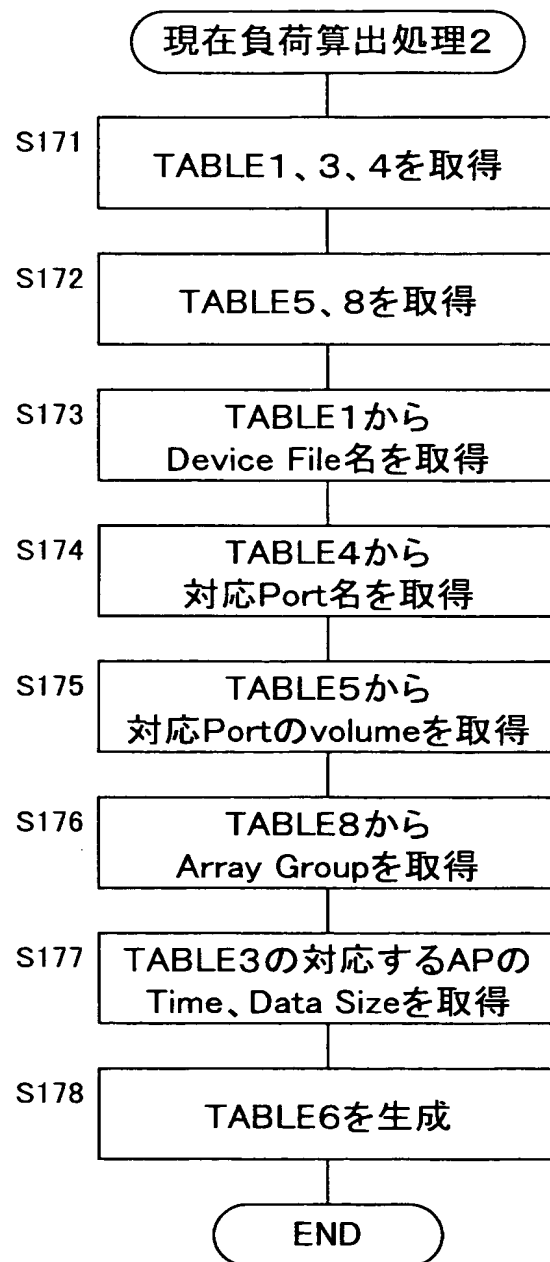 現在負荷算出処理2
S171
TABLE1、3、4を取得
S172
TABLE5、8を取得
S173
TABLE1から
Device File名を取得
S174
TABLE4から
対応Port名を取得
S175
TABLE5から
対応Portのvolumeを取得
S176
TABLE8から
Array Groupを取得
S177
TABLE3の対応するAPの
Time、Data Sizeを取得
S178
TABLE6を生成
END